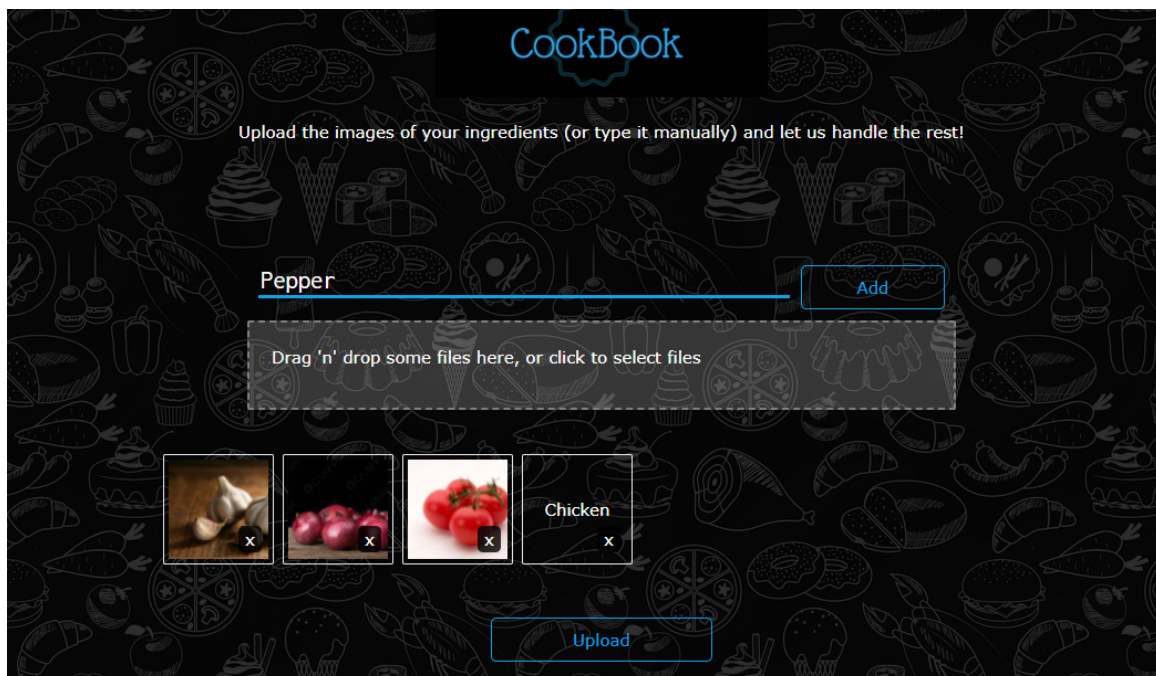 CookBook
Upload the images of your ingredients (or type it manually) and let us handle the rest!
Pepper
Add
Drag 'n' drop some files here, or click to select files
Chicken
x
x
x
x
Upload